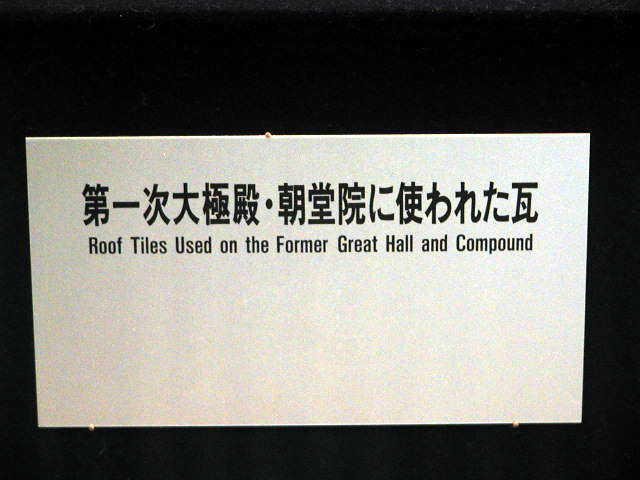 第一次大極殿・朝堂院に使われた瓦
Roof Tiles Used on the Former Great Hall and Compound